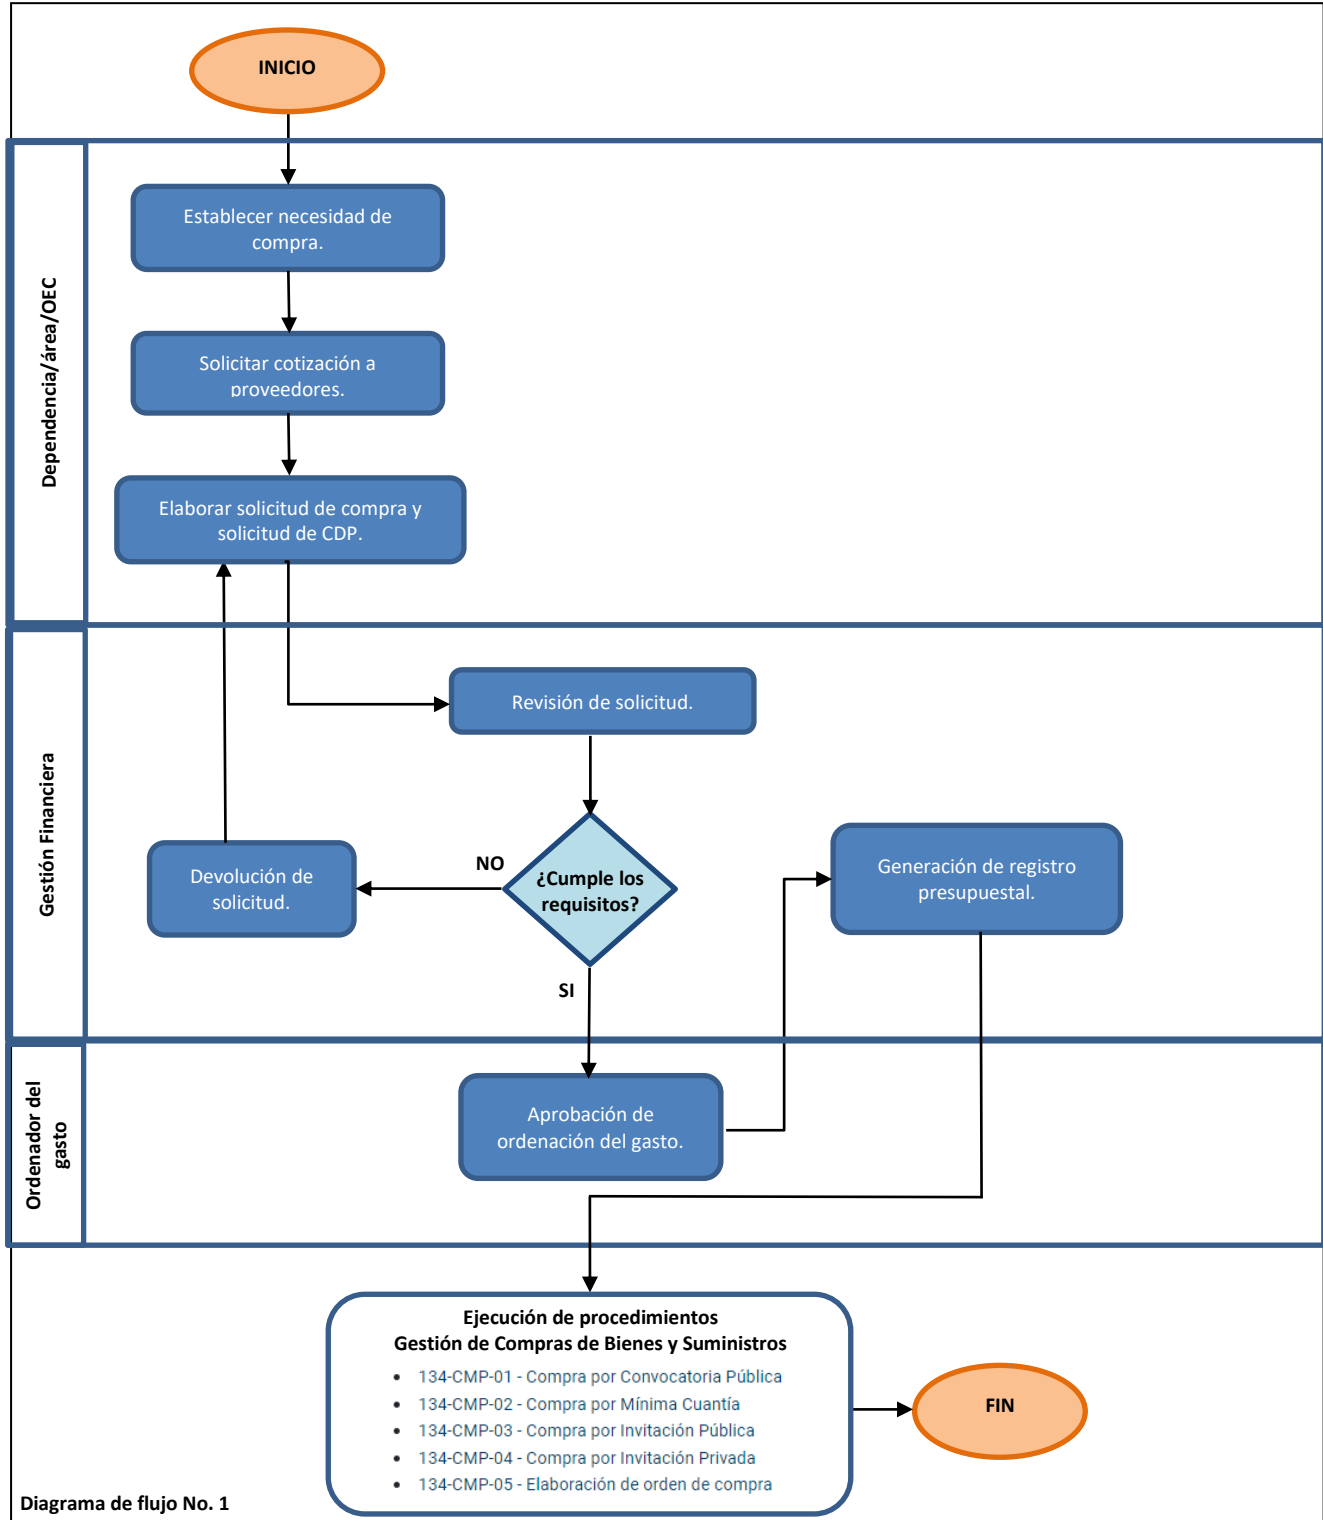 INICIO
Dependencia/área/OEC
Establecer necesidad de
compra.
Solicitar cotización a
proveedores.
Elaborar solicitud de compra y
solicitud de CDP.
Gestión Financiera
Revisión de solicitud.
¿Cumple los
requisitos?
NO
Devolución de
solicitud.
SI
Generación de registro
presupuestal.
Ordenador del
gasto
Aprobación de
ordenación del gasto.
Ejecución de procedimientos
Gestión de Compras de Bienes y Suministros
• 134-CMP-01 - Compra por Convocatoria Pública
• 134-CMP-02 - Compra por Mínima Cuantía
• 134-CMP-03 - Compra por Invitación Pública
• 134-CMP-04 - Compra por Invitación Privada
• 134-CMP-05 - Elaboración de orden de compra
FIN
Diagrama de flujo No. 1